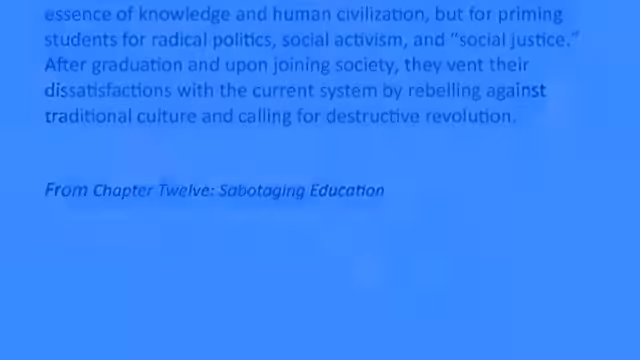 essence of knowledge and human civilization, but for priming
students for radical politics, social activism, and “social justice.”
After graduation and upon joining society, they vent their
dissatisfactions with the current system by rebelling against
traditional culture and calling for destructive revolution.
From Chapter Twelve: Sabotaging Education